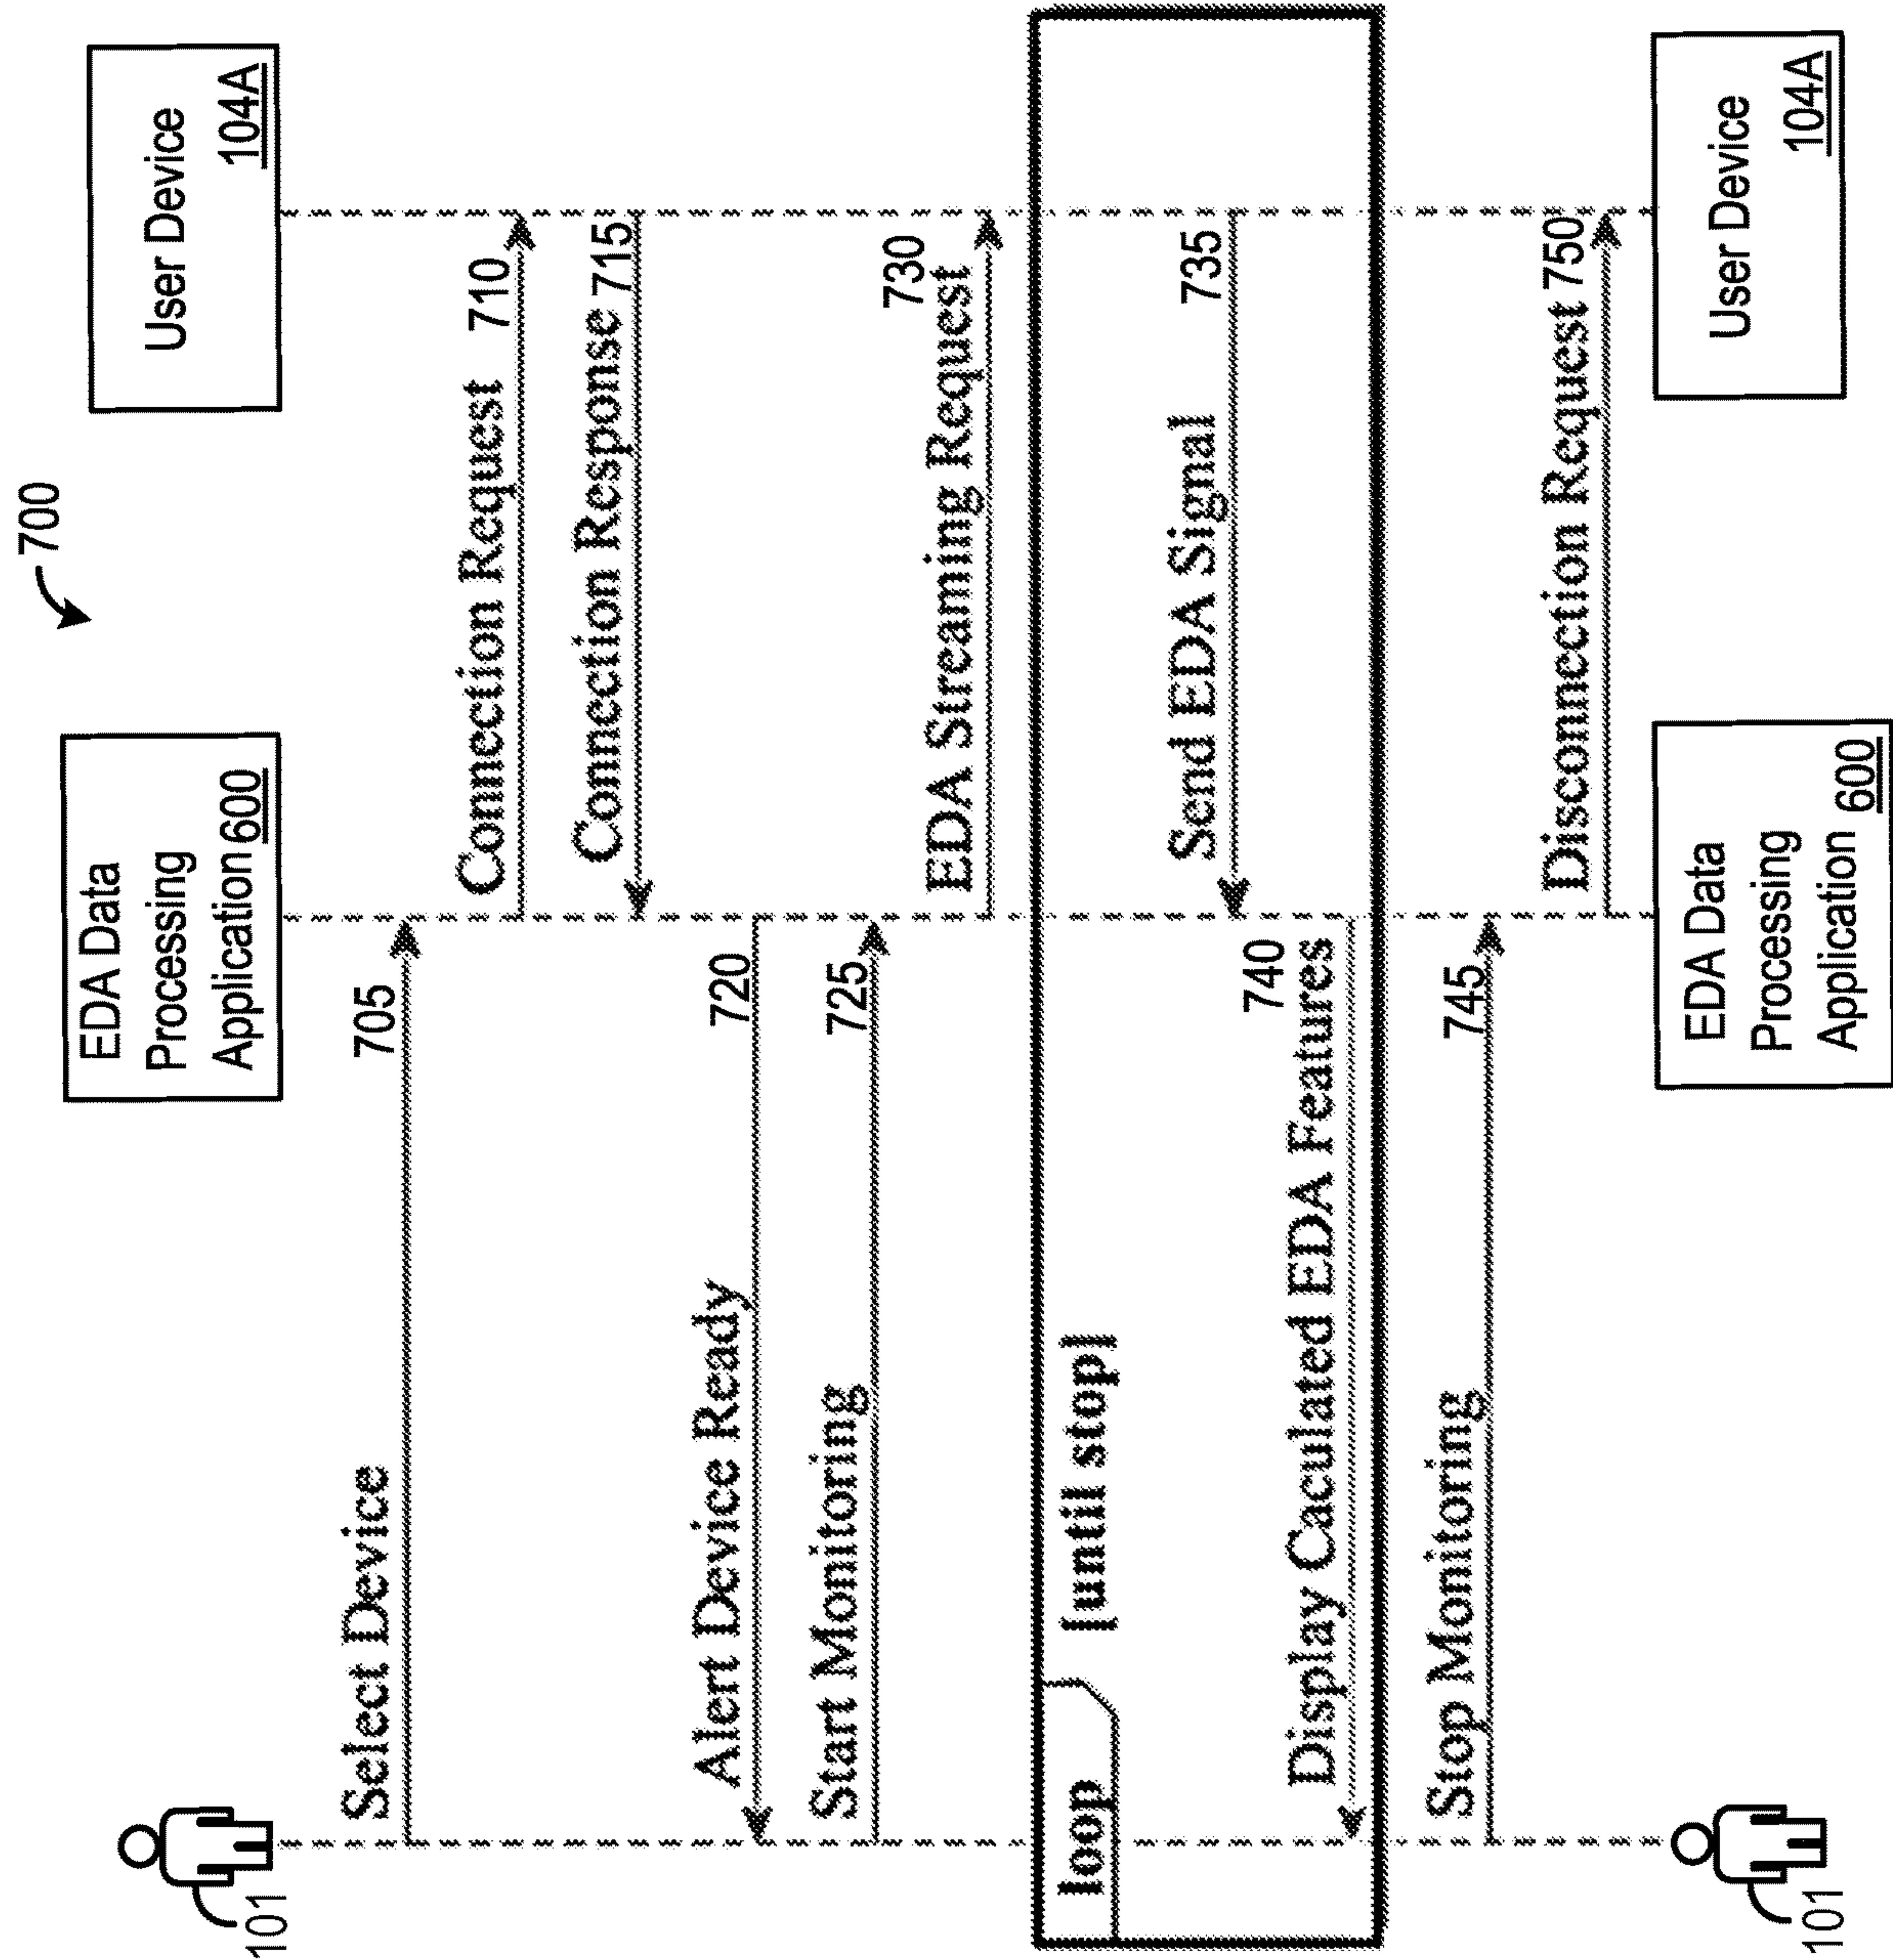 700
101
EDA Data
Processing
Application 600
User Device
104A
Select Device
705
Connection Request 710
Connection Response 715
Alert Device Ready
720
Start Monitoring
725
730
EDA Streaming Request
loop
[until stop]
Send EDA Signal
735
740
Display Caculated EDA Features
Stop Monitoring
745
Disconnection Request 750
101
EDA Data
Processing
Application 600
User Device
104A